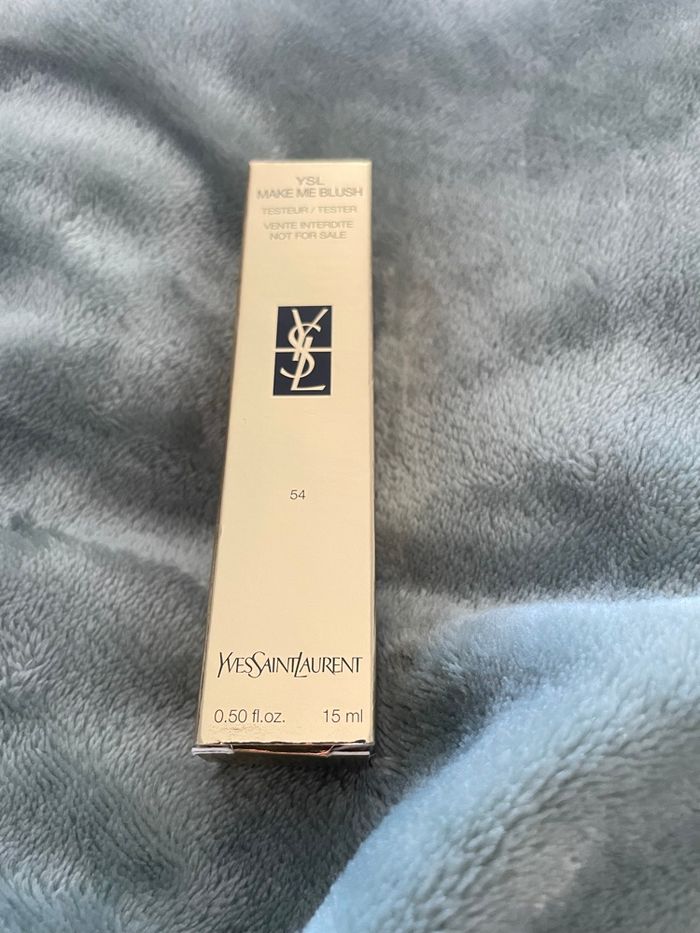 YSL
MAKE ME BLUSH
TESTEUR / TESTER
VENTE INTERDITE
NOT FOR SALE
YSL
54
YVESSAINTLAURENT
0.50 fl.oz. 15 ml